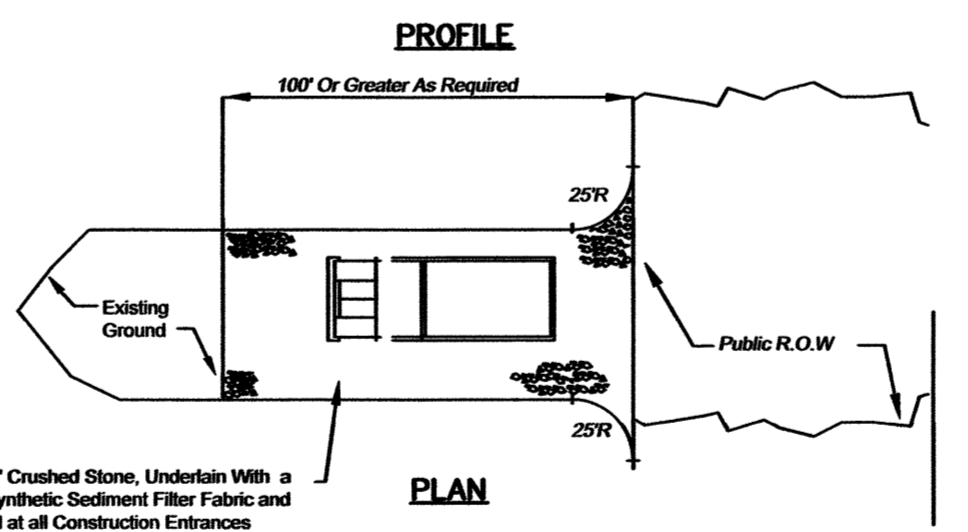 PROFILE
100' Or Greater As Required
25'R
Existing
Ground
Public R.O.W
25'R
Crushed Stone, Underlain With a
Sediment Filter Fabric and
at all Construction Entrances
PLAN